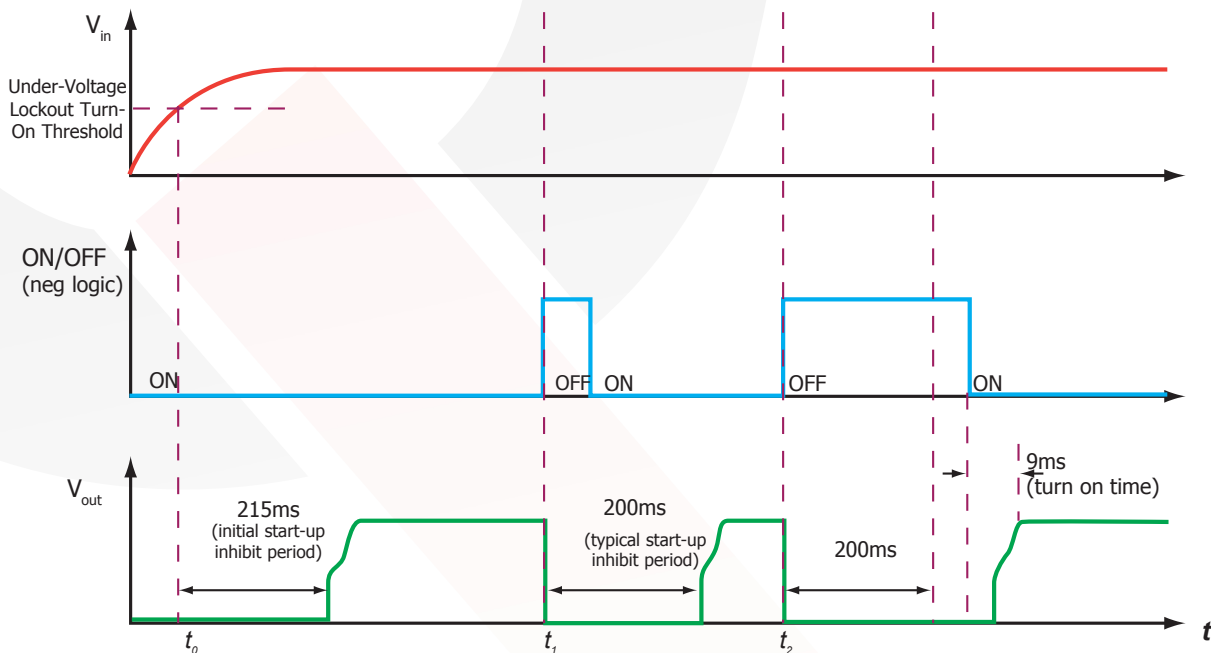 V_in
Under-Voltage
Lockout Turn-
On Threshold
ON/OFF
(neg logic)
ON
OFF
ON
OFF
ON
V_out
215ms
(initial start-up
inhibit period)
200ms
(typical start-up
inhibit period)
200ms
9ms
(turn on time)
t_0
t_1
t_2
t